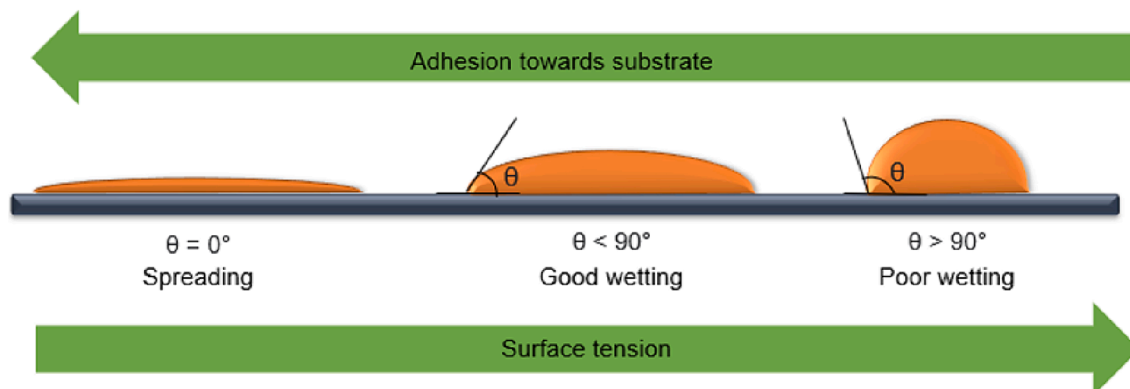 Adhesion towards substrate
θ
θ
θ = 0°
θ < 90°
θ > 90°
Spreading
Good wetting
Poor wetting
Surface tension